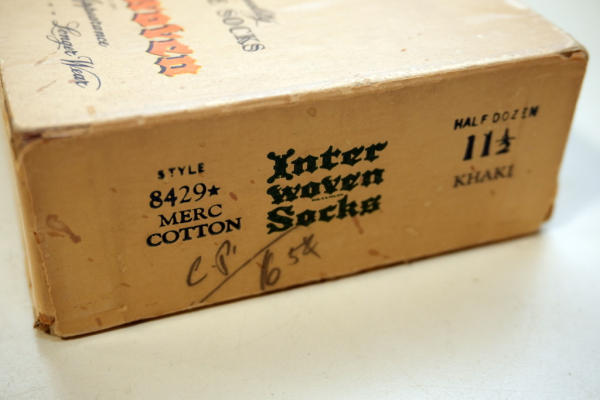 SOCKS
Longer Wear
STYLE
8429★
MERC
COTTON
Inter
woven
Socks
HALF DOZEN
11½
KHAKI
C.P.